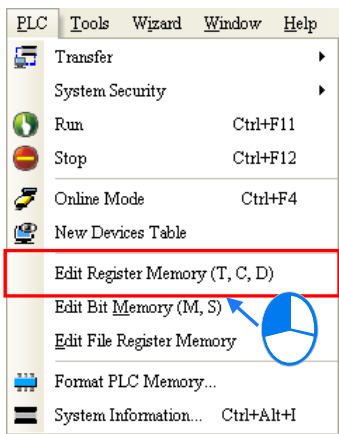 PLC Tools Wizard Window Help
Transfer
System Security
Run Ctrl+F11
Stop Ctrl+F12
Online Mode Ctrl+F4
New Devices Table
Edit Register Memory (T, C, D)
Edit Bit Memory (M, S)
Edit File Register Memory
Format PLC Memory...
System Information... Ctrl+Alt+I